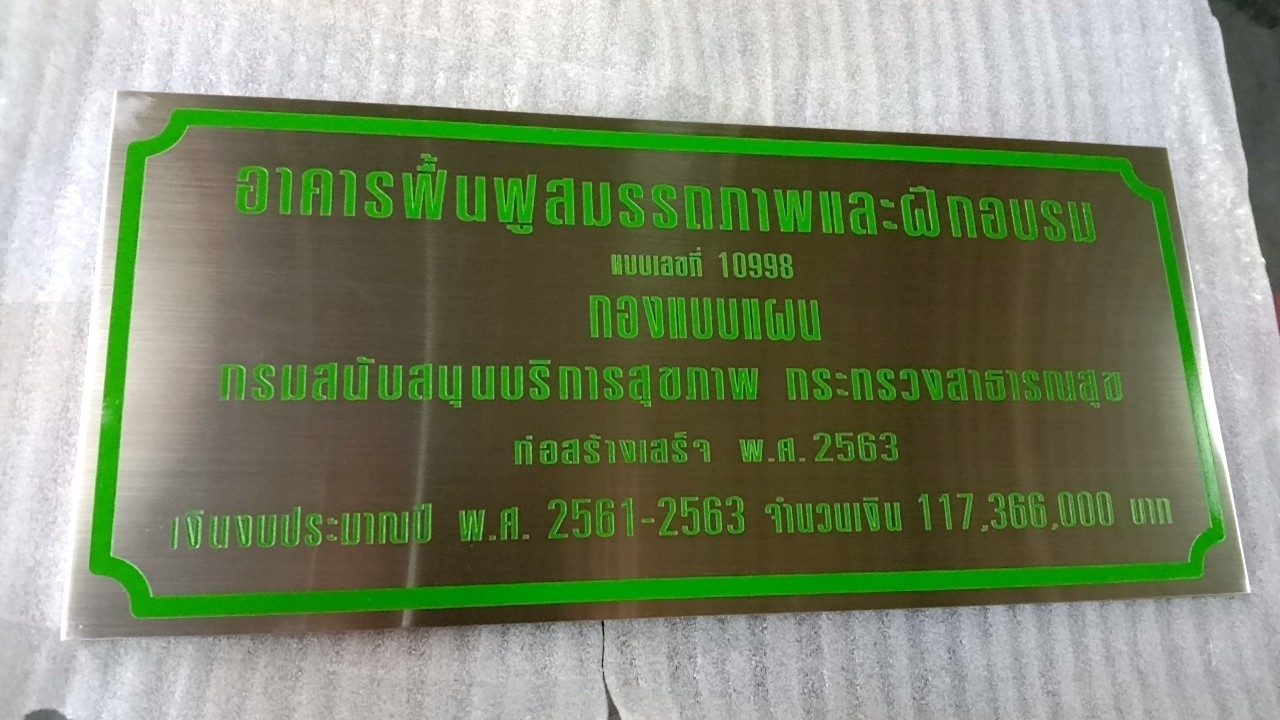 อาคารฟื้นฟูสมรรถภาพและฝึกอบรม
แบบเลขที่ 10998
กองแบบแผน
กรมสนับสนุนบริการสุขภาพ กระทรวงสาธารณสุข
ก่อสร้างเสร็จ พ.ศ.2563
เงินงบประมาณปี พ.ศ. 2561-2563 จำนวนเงิน 117,366,000 บาท